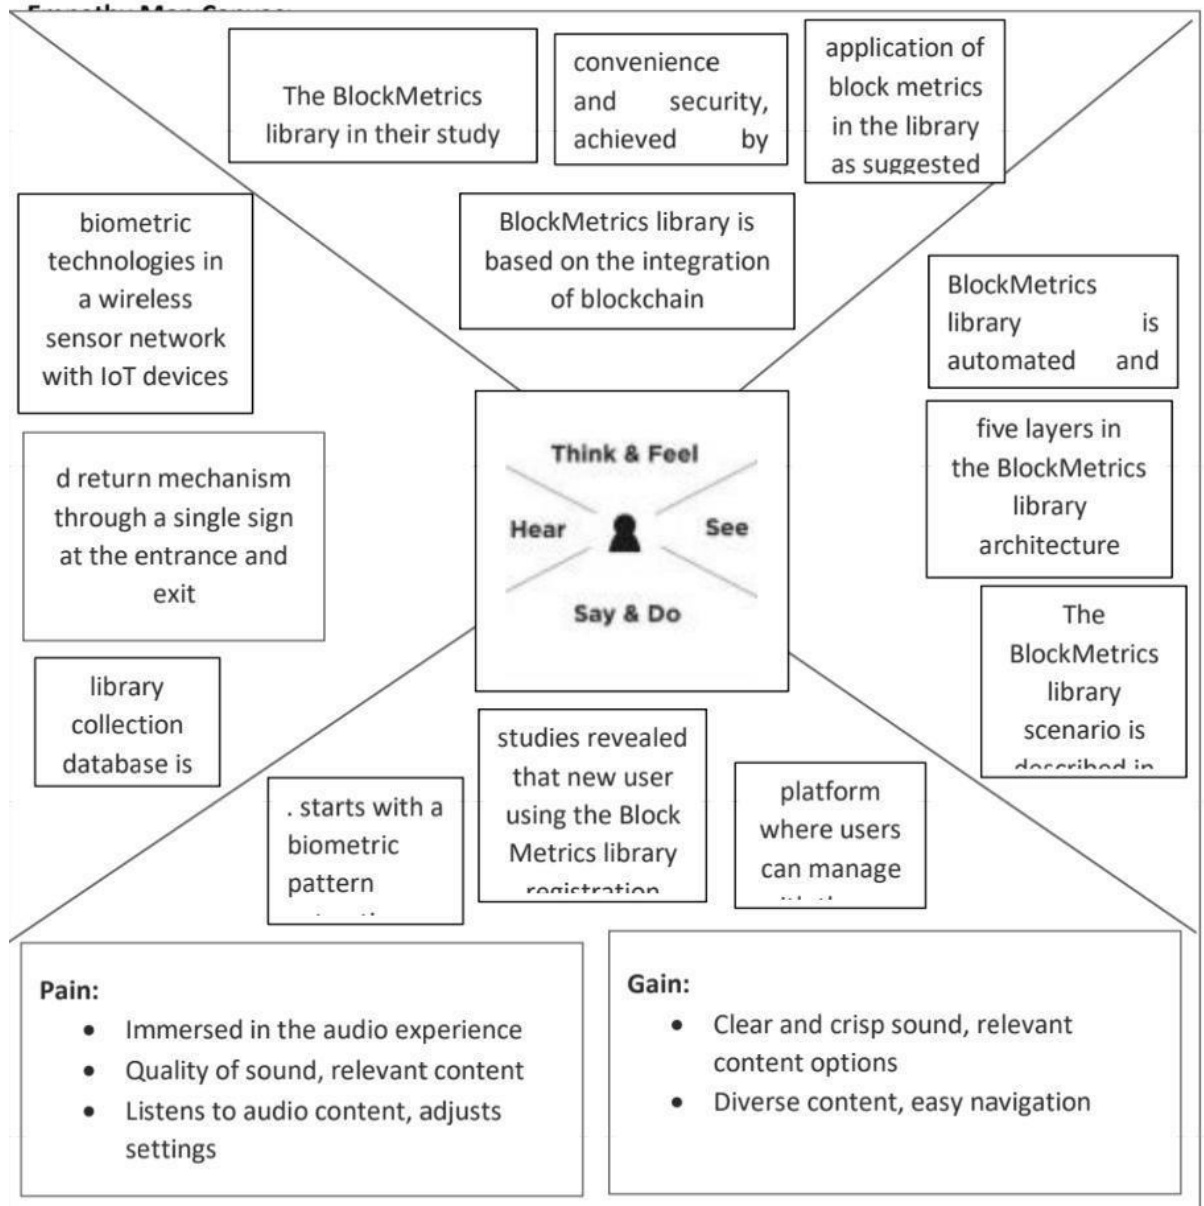 Empathy Map Canvas:
The BlockMetrics
library in their study
convenience
and security,
achieved by
application of
block metrics
in the library
as suggested
BlockMetrics library is
based on the integration
of blockchain
biometric
technologies in
a wireless
sensor network
with IoT devices
d return mechanism
through a single sign
at the entrance and
exit
library
collection
database is
BlockMetrics
library is
automated and
five layers in
the BlockMetrics
library
architecture
The
BlockMetrics
library
scenario is
described in
Think & Feel
Hear
See
Say & Do
. starts with a
biometric
pattern
studies revealed
that new user
using the Block
Metrics library
registration
platform
where users
can manage
Pain:
• Immersed in the audio experience
• Quality of sound, relevant content
• Listens to audio content, adjusts
settings
Gain:
• Clear and crisp sound, relevant
content options
• Diverse content, easy navigation